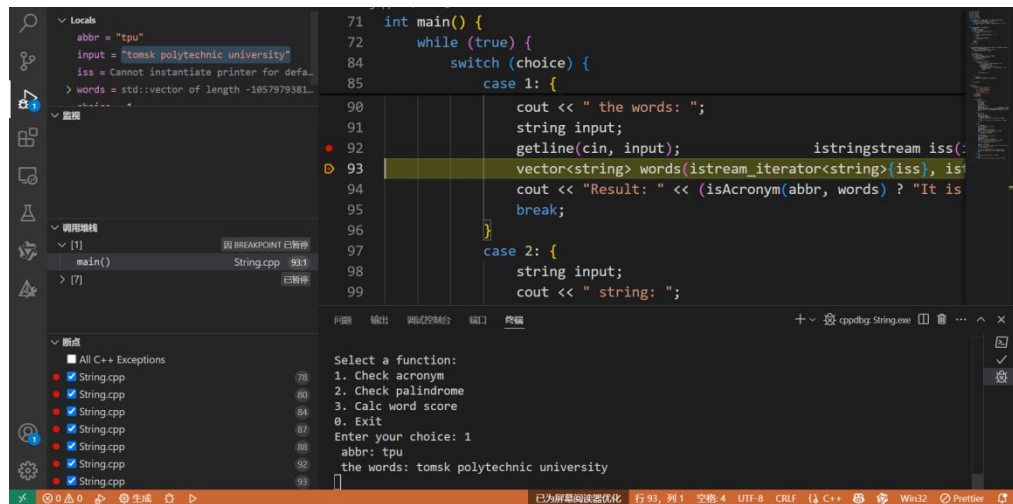 Locals
abbr = "tpu"
input = "tomsk polytechnic university"
iss = Cannot instantiate printer for defa…
words = std::vector of length -1057979381…
监视
调用堆栈
[1] 因 BREAKPOINT 已暂停
main() String.cpp 93:1
[7] 已暂停
断点
All C++ Exceptions
String.cpp 78
String.cpp 80
String.cpp 84
String.cpp 87
String.cpp 88
String.cpp 92
String.cpp 93
71 int main() {
72 while (true) {
84 switch (choice) {
85 case 1: {
90 cout << " the words: ";
91 string input;
92 getline(cin, input); istringstream iss(i
93 vector<string> words(istream_iterator<string>{iss}, ist
94 cout << "Result: " << (isAcronym(abbr, words) ? "It is
95 break;
96 }
97 case 2: {
98 string input;
99 cout << " string: ";
问题 输出 调试控制台 端口 终端 cppdbg: String.exe
Select a function:
1. Check acronym
2. Check palindrome
3. Calc word score
0. Exit
Enter your choice: 1
abbr: tpu
the words: tomsk polytechnic university
0 0 生成 已为屏幕阅读器优化 行 93, 列 1 空格: 4 UTF-8 CRLF {} C++ Win32 Prettier